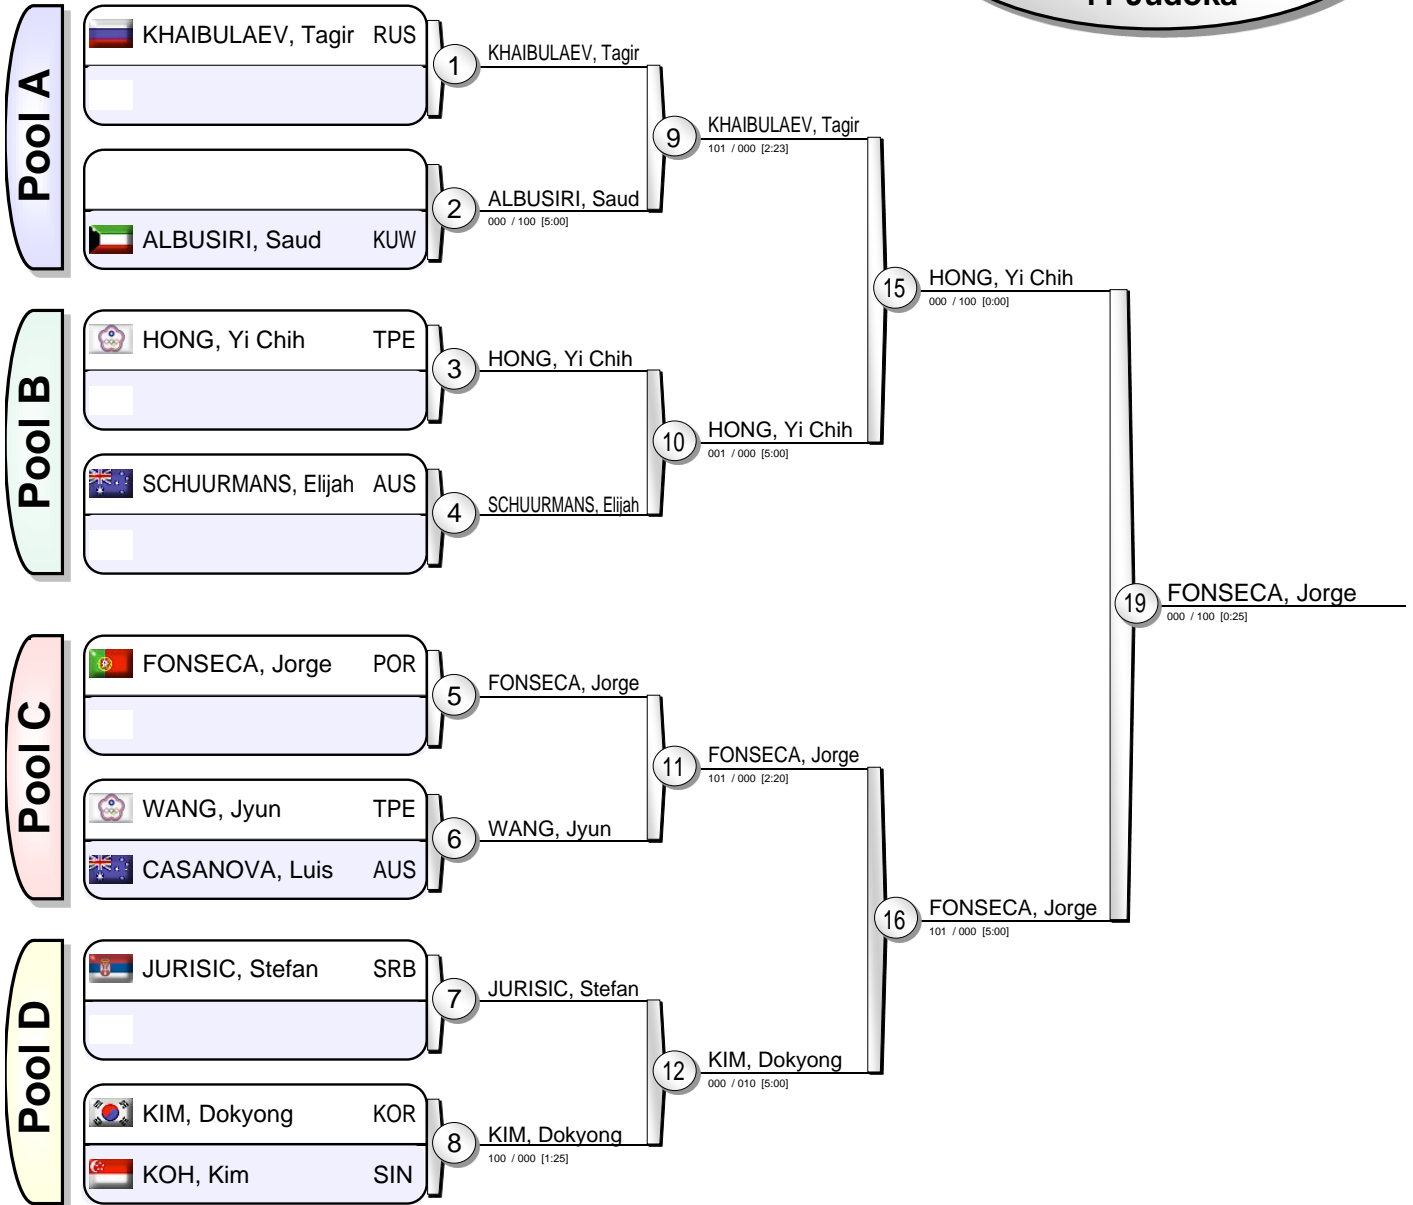 11 Judoka
Pool A
KHAIBULAEV, Tagir RUS
1
KHAIBULAEV, Tagir
ALBUSIRI, Saud KUW
2
ALBUSIRI, Saud
000 / 100 [5:00]
9
KHAIBULAEV, Tagir
101 / 000 [2:23]
Pool B
HONG, Yi Chih TPE
3
HONG, Yi Chih
SCHUURMANS, Elijah AUS
4
SCHUURMANS, Elijah
10
HONG, Yi Chih
001 / 000 [5:00]
15
HONG, Yi Chih
000 / 100 [0:00]
Pool C
FONSECA, Jorge POR
5
FONSECA, Jorge
WANG, Jyun TPE
CASANOVA, Luis AUS
6
WANG, Jyun
11
FONSECA, Jorge
101 / 000 [2:20]
Pool D
JURISIC, Stefan SRB
7
JURISIC, Stefan
KIM, Dokyong KOR
KOH, Kim SIN
8
KIM, Dokyong
100 / 000 [1:25]
12
KIM, Dokyong
000 / 010 [5:00]
16
FONSECA, Jorge
101 / 000 [5:00]
19
FONSECA, Jorge
000 / 100 [0:25]